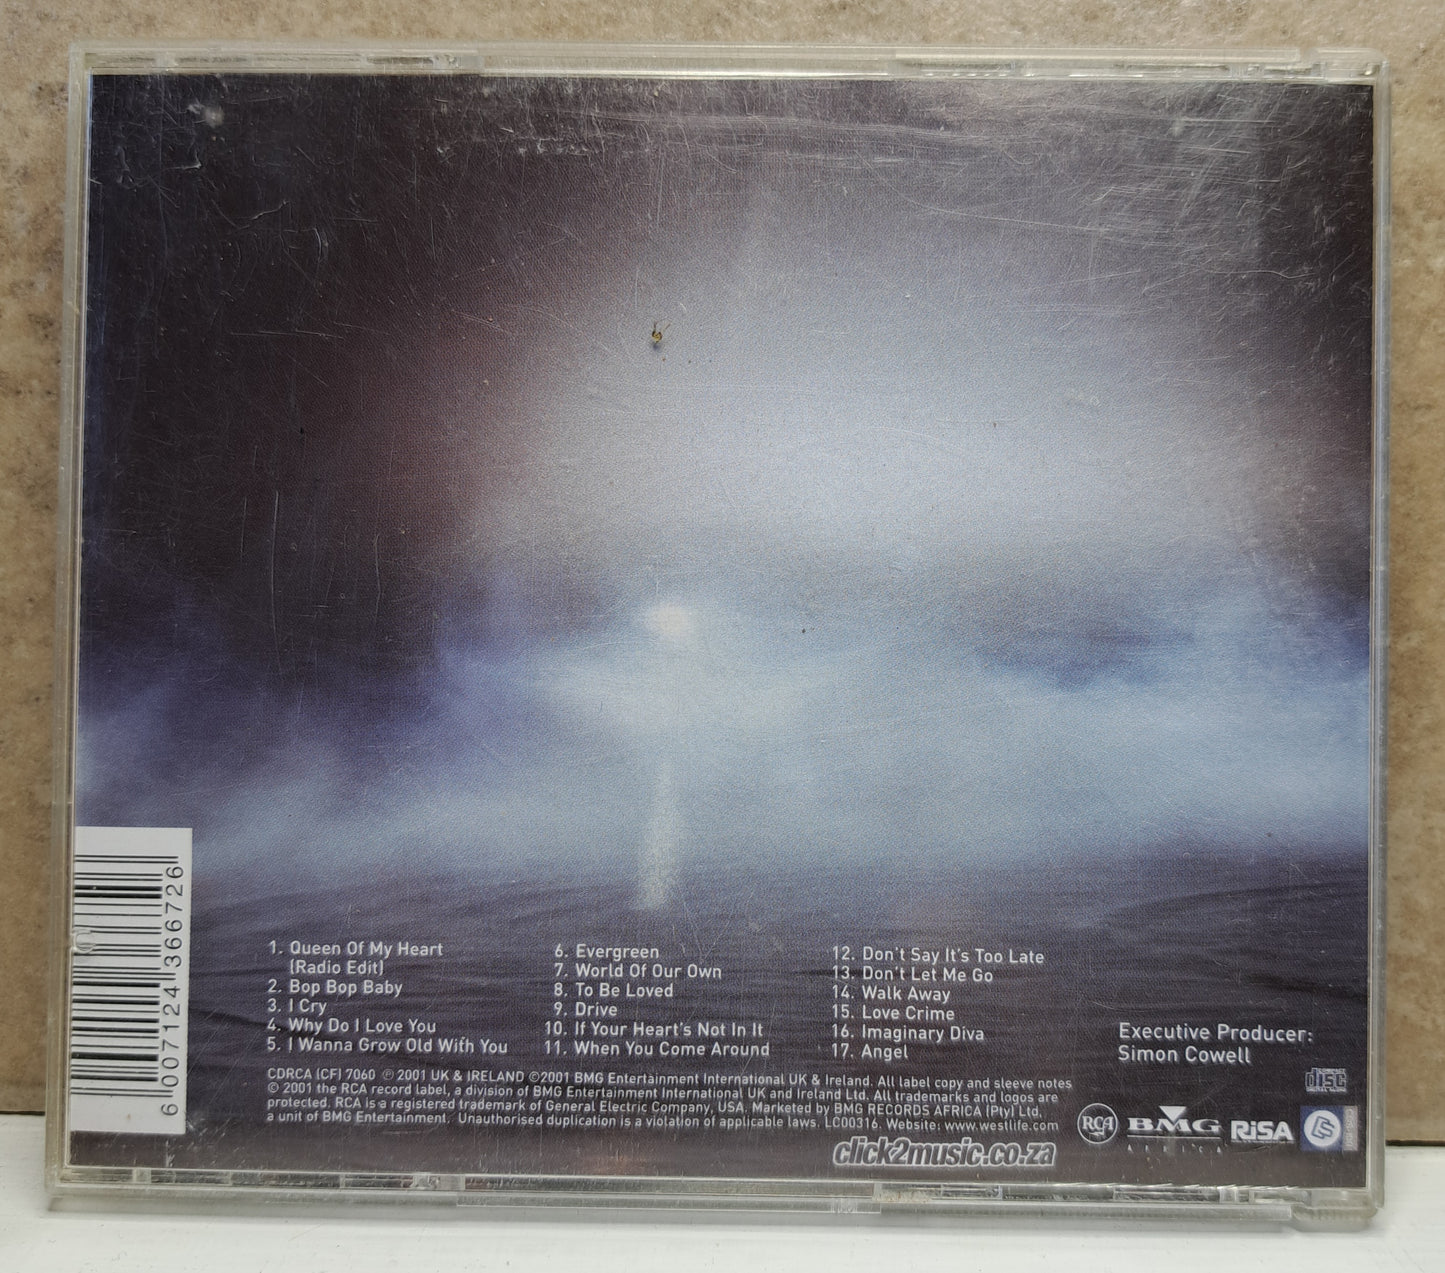 1. Queen Of My Heart
(Radio Edit)
2. Bop Bop Baby
3. I Cry
4. Why Do I Love You
5. I Wanna Grow Old With You
6. Evergreen
7. World Of Our Own
8. To Be Loved
9. Drive
10. If Your Heart's Not In It
11. When You Come Around
12. Don't Say It's Too Late
13. Don't Let Me Go
14. Walk Away
15. Love Crime
16. Imaginary Diva
17. Angel
Executive Producer:
Simon Cowell
CDRCA (CF) 7060 ℗ 2001 UK & IRELAND ©2001 BMG Entertainment International UK & Ireland. All label copy and sleeve notes
© 2001 the RCA record label, a division of BMG Entertainment International UK and Ireland Ltd. All trademarks and logos are
protected. RCA is a registered trademark of General Electric Company, USA. Marketed by BMG RECORDS AFRICA (Pty) Ltd.
a unit of BMG Entertainment. Unauthorised duplication is a violation of applicable laws. LC00316. Website: www.westlife.com
click2music.co.za
RCA
BMG
AFRICA
RiSA
COMPACT
disc
DIGITAL AUDIO
6 007124 366726